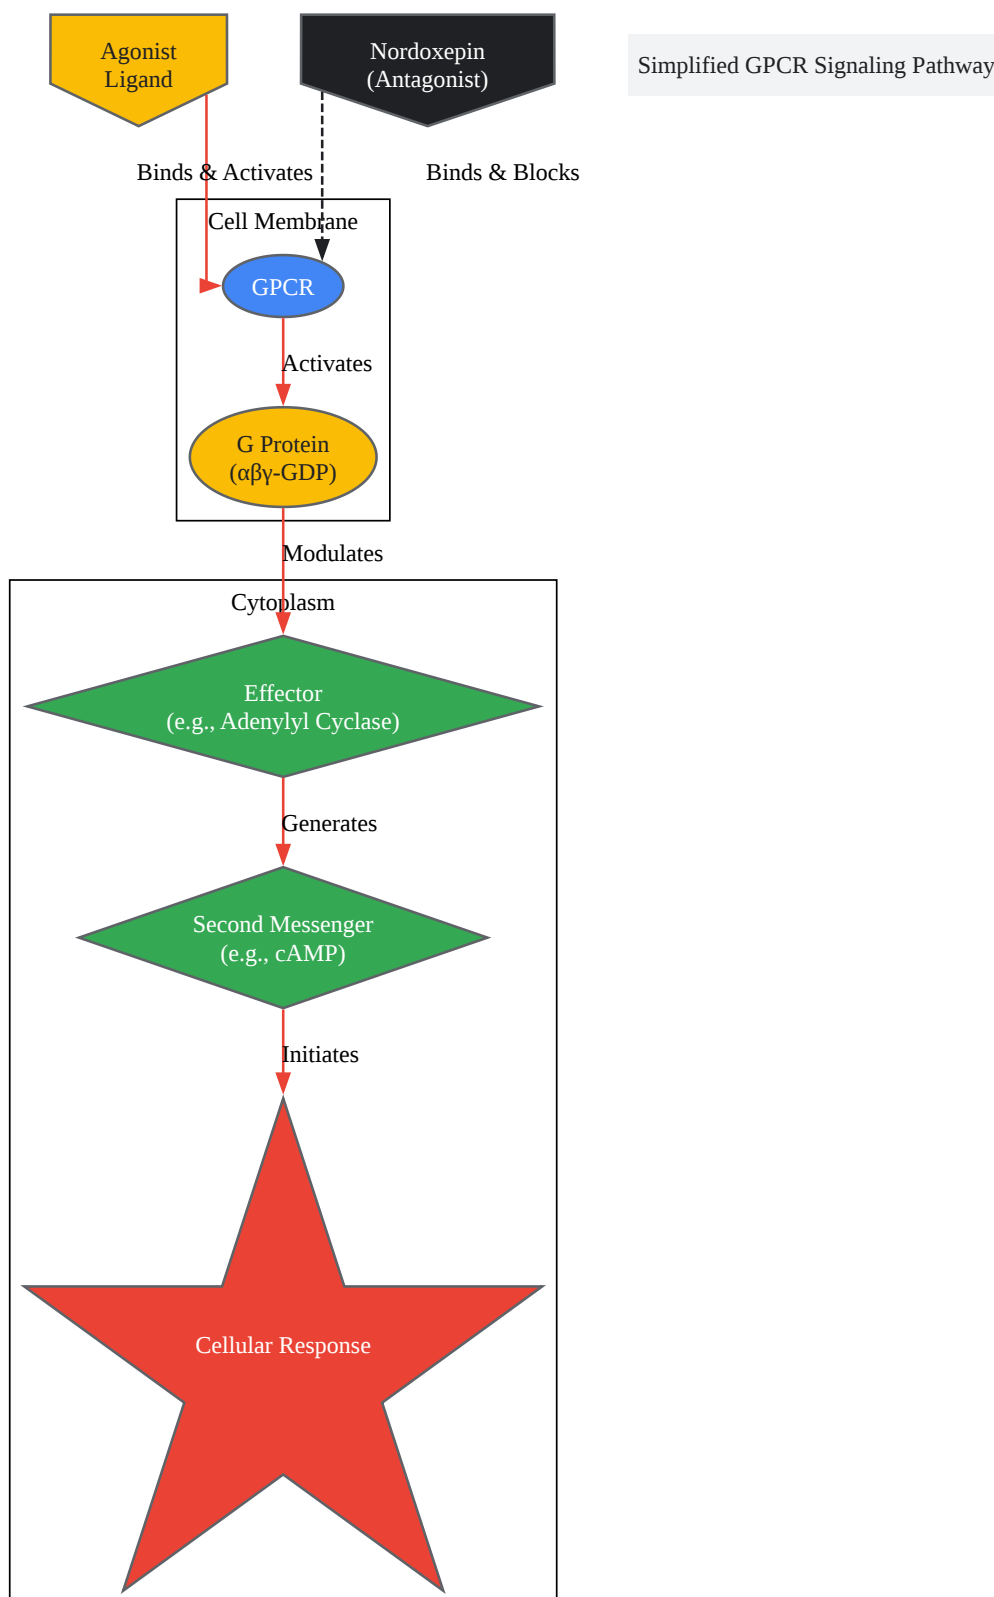 Agonist
Ligand
Nordoxepin
(Antagonist)
Simplified GPCR Signaling Pathway
Binds & Activates
Binds & Blocks
Cell Membrane
GPCR
Activates
G Protein
(αβγ-GDP)
Modulates
Cytoplasm
Effector
(e.g., Adenylyl Cyclase)
Generates
Second Messenger
(e.g., cAMP)
Initiates
Cellular Response